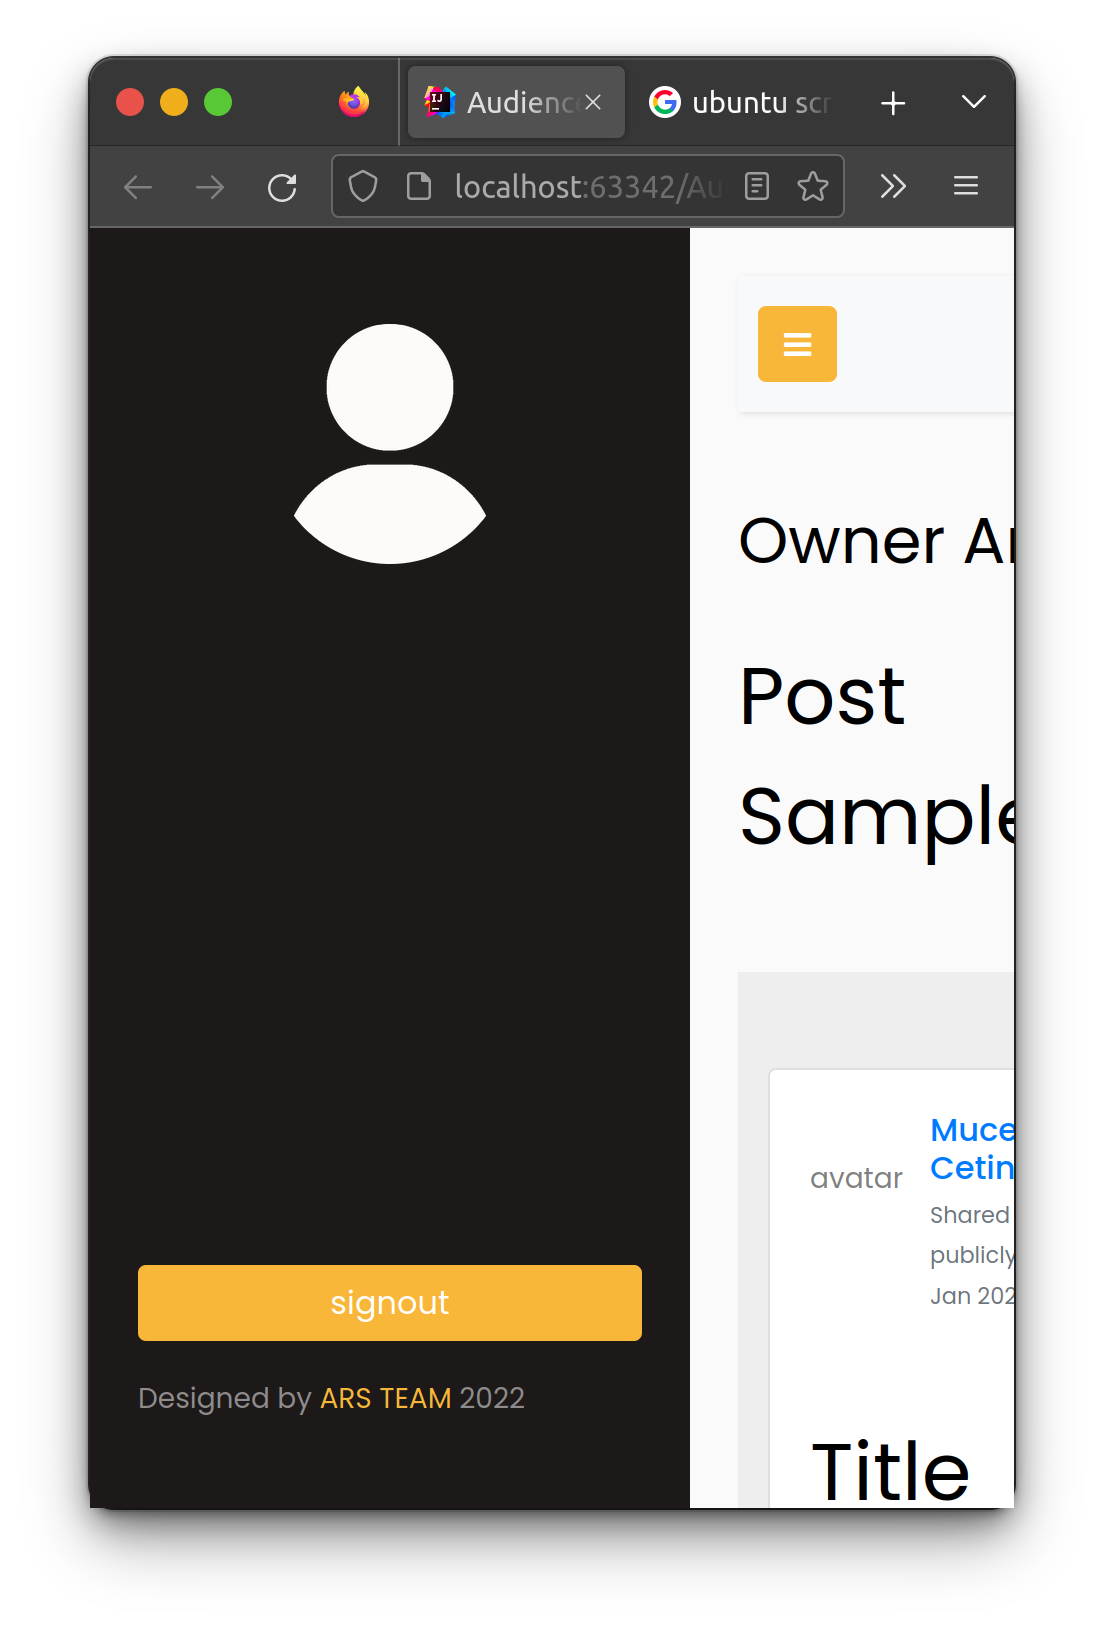 Audienc
ubuntu scr
localhost:63342/Au
Owner A
Post
Sample
avatar
Muce
Cetin
Shared
publicly
Jan 202
Title
signout
Designed by ARS TEAM 2022